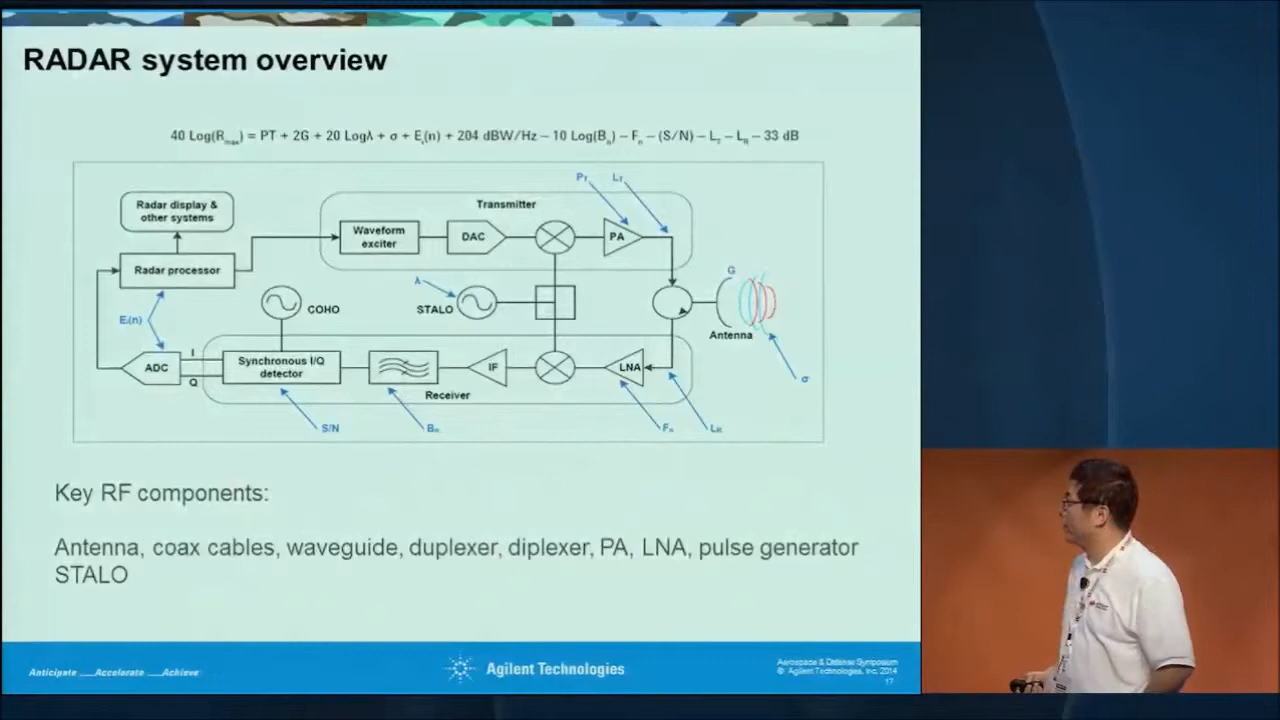 RADAR system overview
40 Log(Rmax) = PT + 2G + 20 Logλ + σ + Ei(n) + 204 dBW/Hz – 10 Log(Bn) – Fn – (S/N) – LT – LR – 33 dB
Radar display &
other systems
Transmitter
PT
LT
Waveform
exciter
DAC
PA
Radar processor
λ
G
COHO
STALO
Ei(n)
Antenna
ADC
I
Q
Synchronous I/Q
detector
IF
LNA
σ
Receiver
S/N
Bn
Fn
LR
Key RF components:
Antenna, coax cables, waveguide, duplexer, diplexer, PA, LNA, pulse generator
STALO
Anticipate __Accelerate __Achieve
Agilent Technologies
Aerospace & Defense Symposium
© Agilent Technologies, Inc. 2014
17